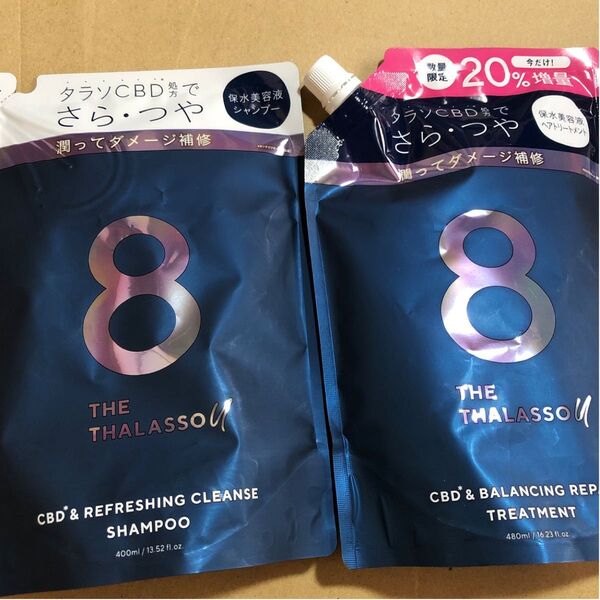 タラソCBD処方で
さら・つや
保水美容液
シャンプー
潤ってダメージ補修
8
THE
THALASSO u
CBD* & REFRESHING CLEANSE
SHAMPOO
400ml / 13.52 fl.oz.
数量
限定
今だけ!
20%増量
タラソCBD処方で
さら・つや
保水美容液
ヘアトリートメント
潤ってダメージ補修
8
THE
THALASSO u
CBD* & BALANCING REPA
TREATMENT
480ml / 16.23 fl.oz.